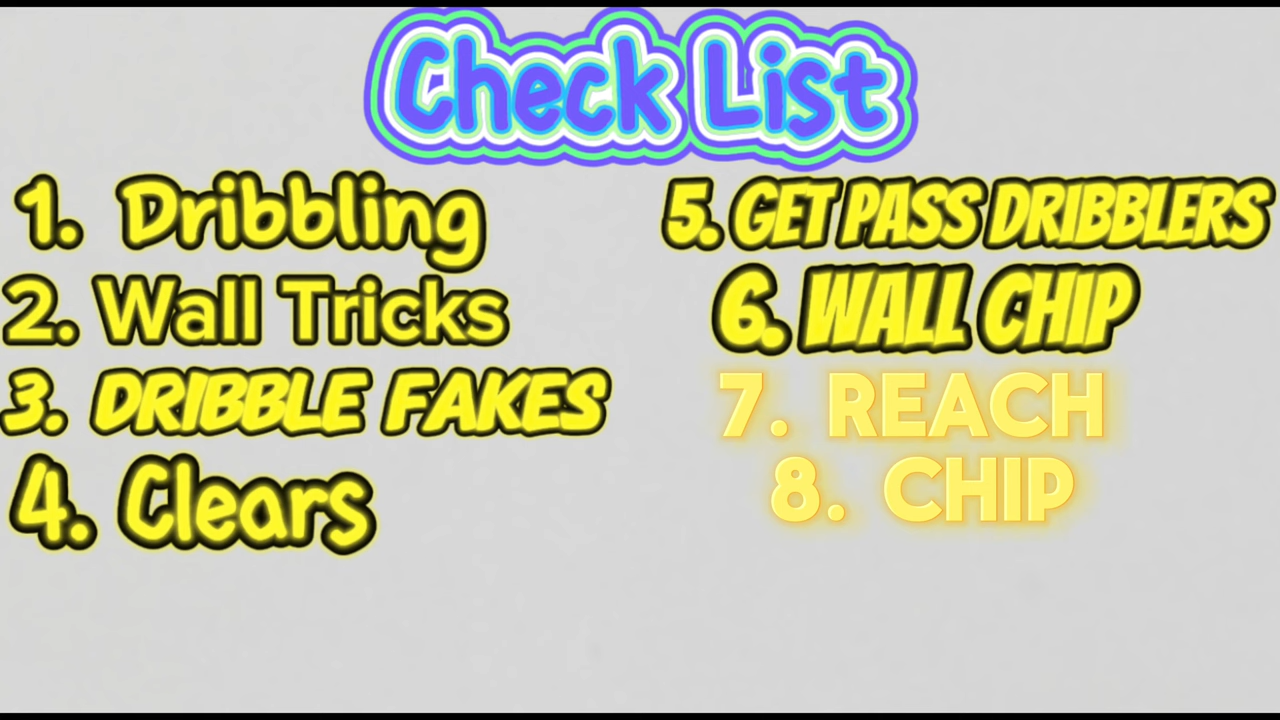 Check List
1. Dribbling
2. Wall Tricks
3. DRIBBLE FAKES
4. Clears
5. GET PASS DRIBBLERS
6. WALL CHIP
7. REACH
8. CHIP